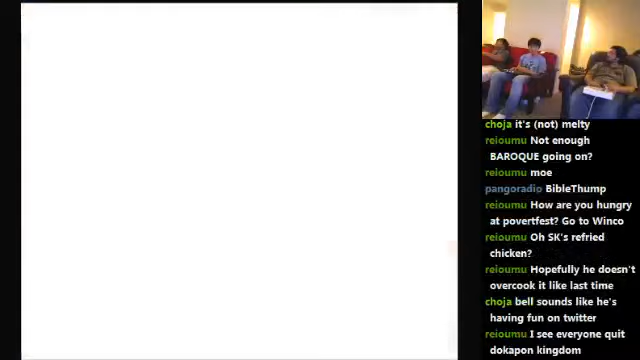 choja it's (not) melty
reioumu Not enough
BAROQUE going on?
reioumu moe
pangoradio BibleThump
reioumu How are you hungry
at povertfest? Go to Winco
reioumu Oh SK's refried
chicken?
reioumu Hopefully he doesn't
overcook it like last time
choja bell sounds like he's
having fun on twitter
reioumu I see everyone quit
dokapon kingdom